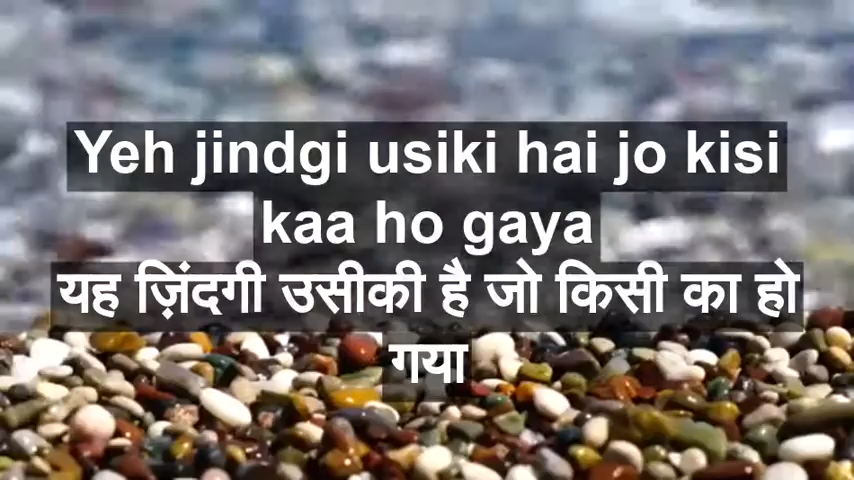 Yeh jindgi usiki hai jo kisi
kaa ho gaya
यह ज़िंदगी उसीकी है जो किसी का हो
गया